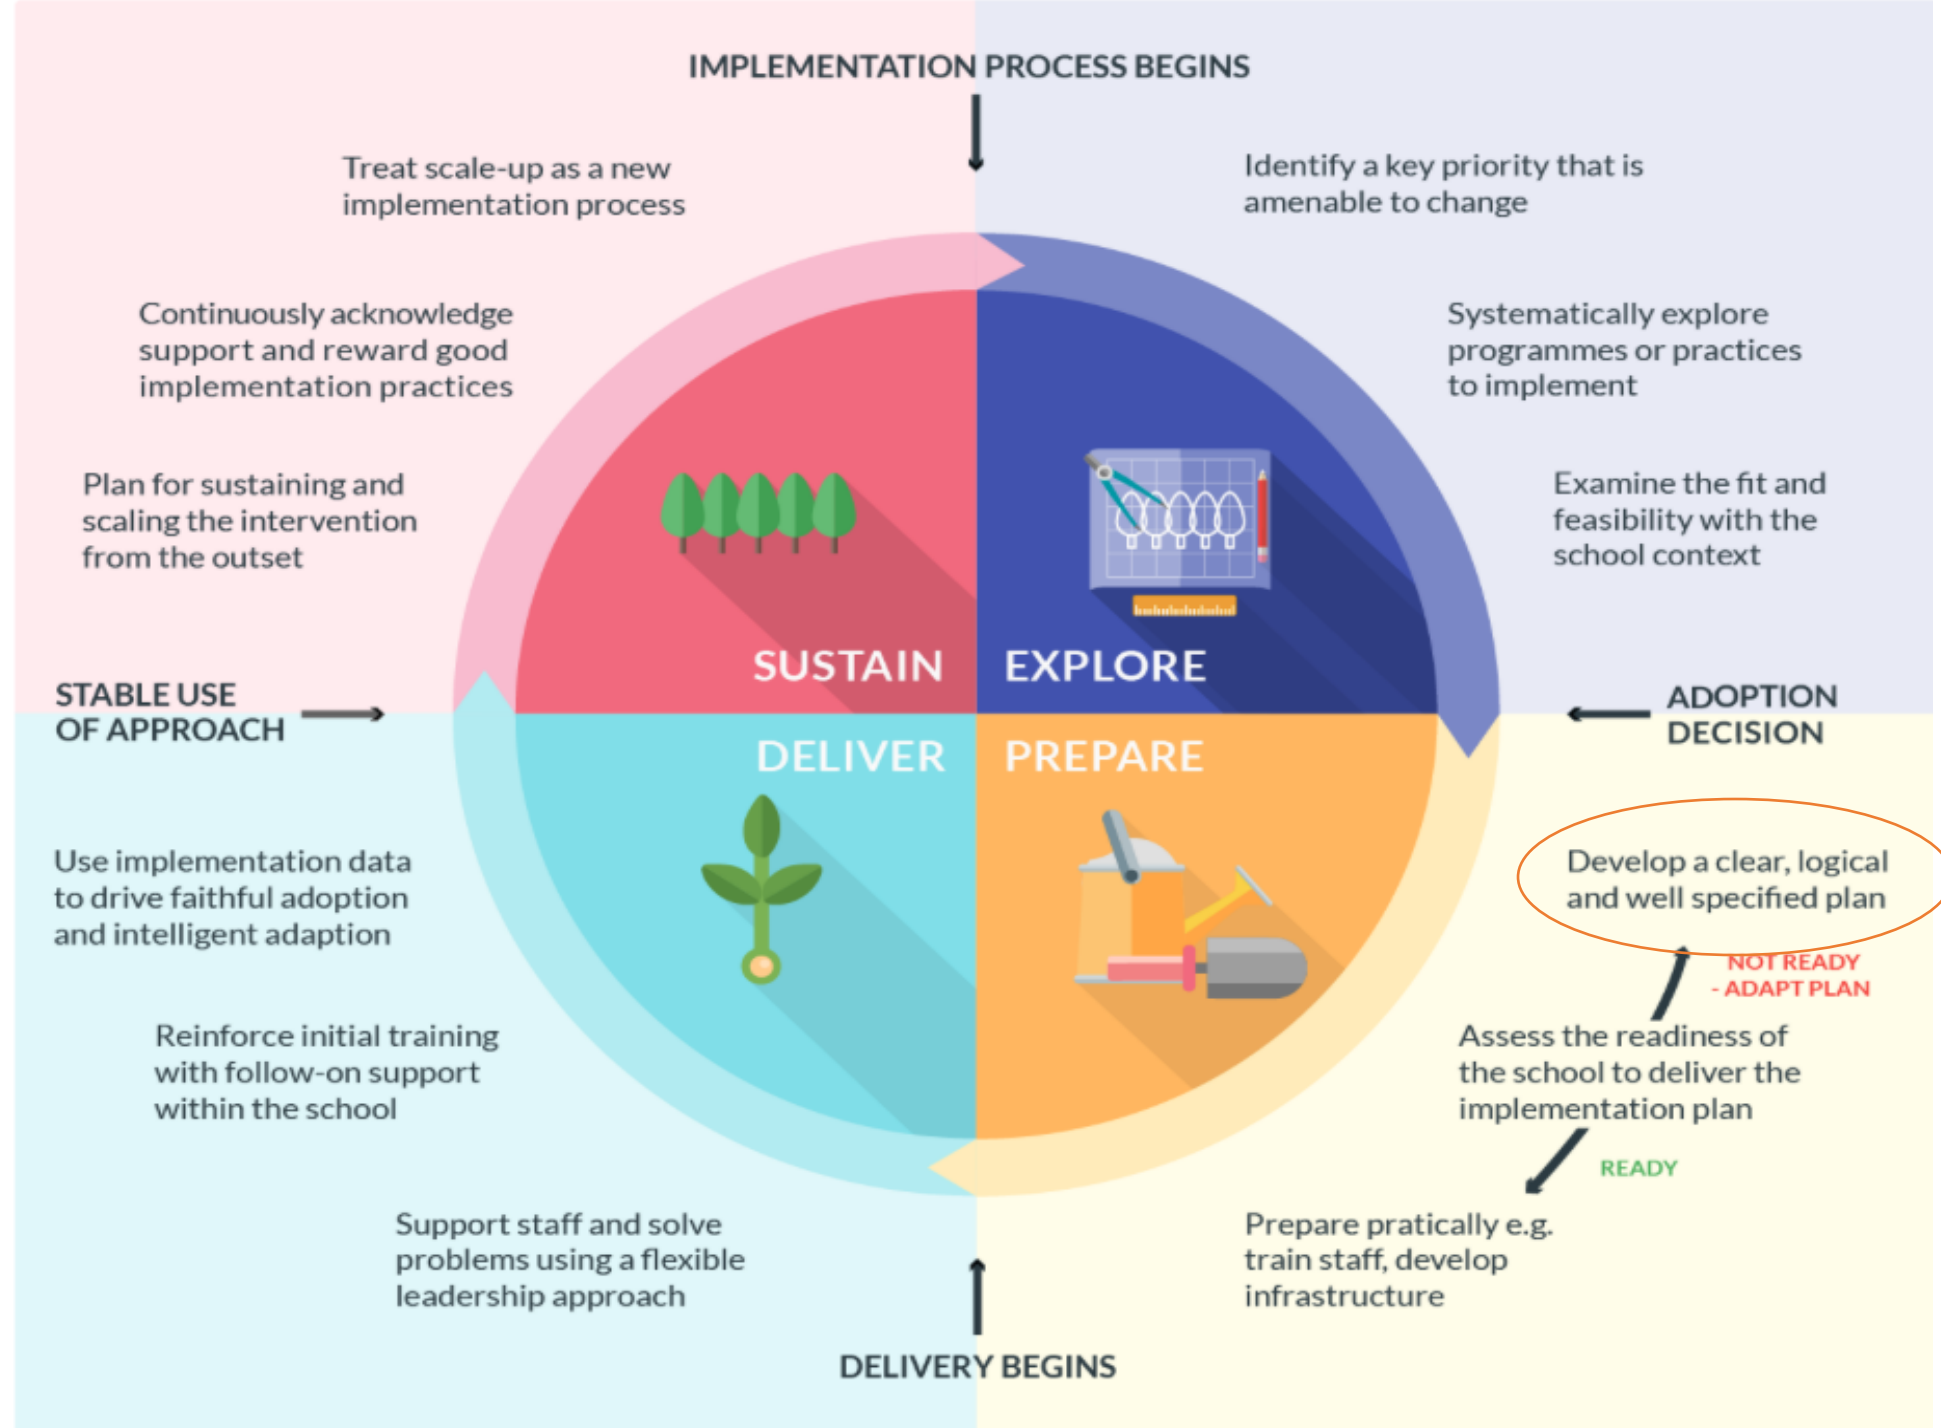 IMPLEMENTATION PROCESS BEGINS
Identify a key priority that is
amenable to change
Systematically explore
programmes or practices
to implement
Examine the fit and
feasibility with the
school context
EXPLORE
ADOPTION
DECISION
PREPARE
Develop a clear, logical
and well specified plan
NOT READY
- ADAPT PLAN
Assess the readiness of
the school to deliver the
implementation plan
READY
Prepare pratically e.g.
train staff, develop
infrastructure
DELIVERY BEGINS
DELIVER
Support staff and solve
problems using a flexible
leadership approach
Reinforce initial training
with follow-on support
within the school
Use implementation data
to drive faithful adoption
and intelligent adaption
STABLE USE
OF APPROACH
SUSTAIN
Plan for sustaining and
scaling the intervention
from the outset
Continuously acknowledge
support and reward good
implementation practices
Treat scale-up as a new
implementation process